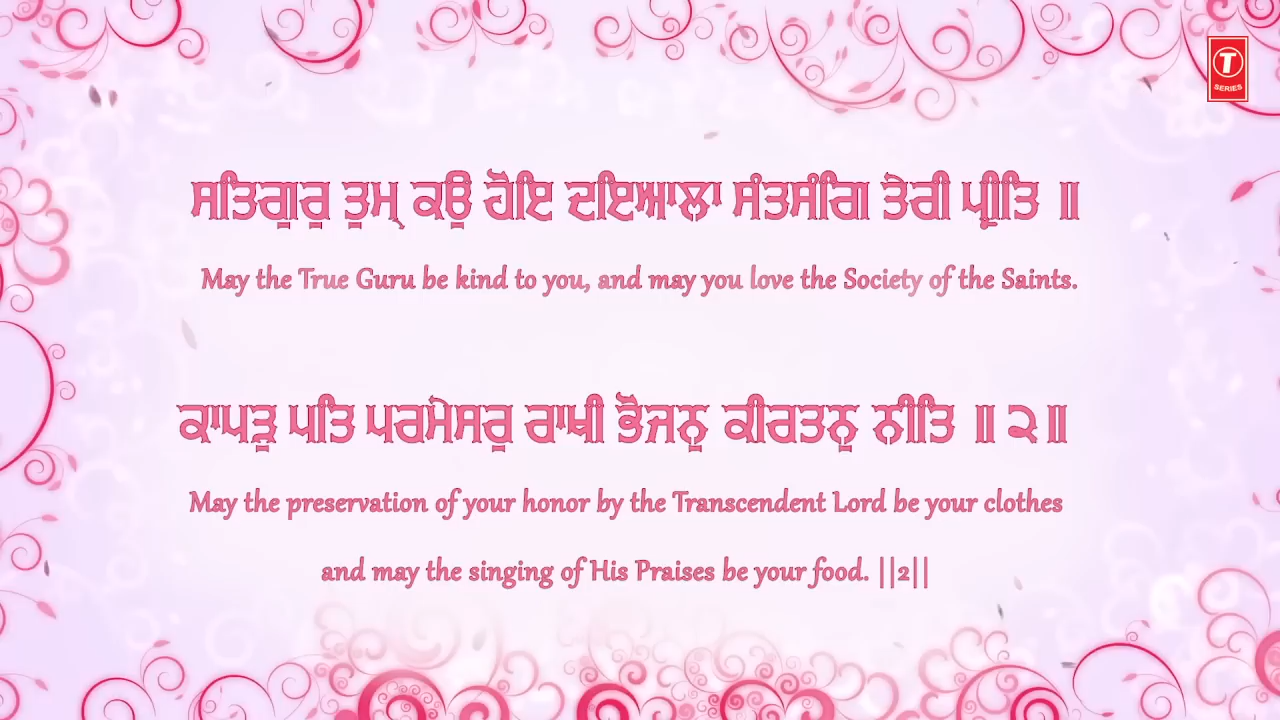 T
SERIES
ਸਤਿਗੁਰੁ ਤੁਮ੍ ਕਉੁ ਹੋਇ ਦਇਆਲਾ ਸੰਤਸੰਗਿ ਤੇਰੀ ਪ੍ਰੀਤਿ ॥
May the True Guru be kind to you, and may you love the Society of the Saints.
ਕਾਪੜੁ ਪਤਿ ਪਰਮੇਸਰੁ ਰਾਖੀ ਭੋਜਨੁ ਕੀਰਤਨੁ ਨੀਤਿ ॥੨॥
May the preservation of your honor by the Transcendent Lord be your clothes
and may the singing of His Praises be your food. ||2||